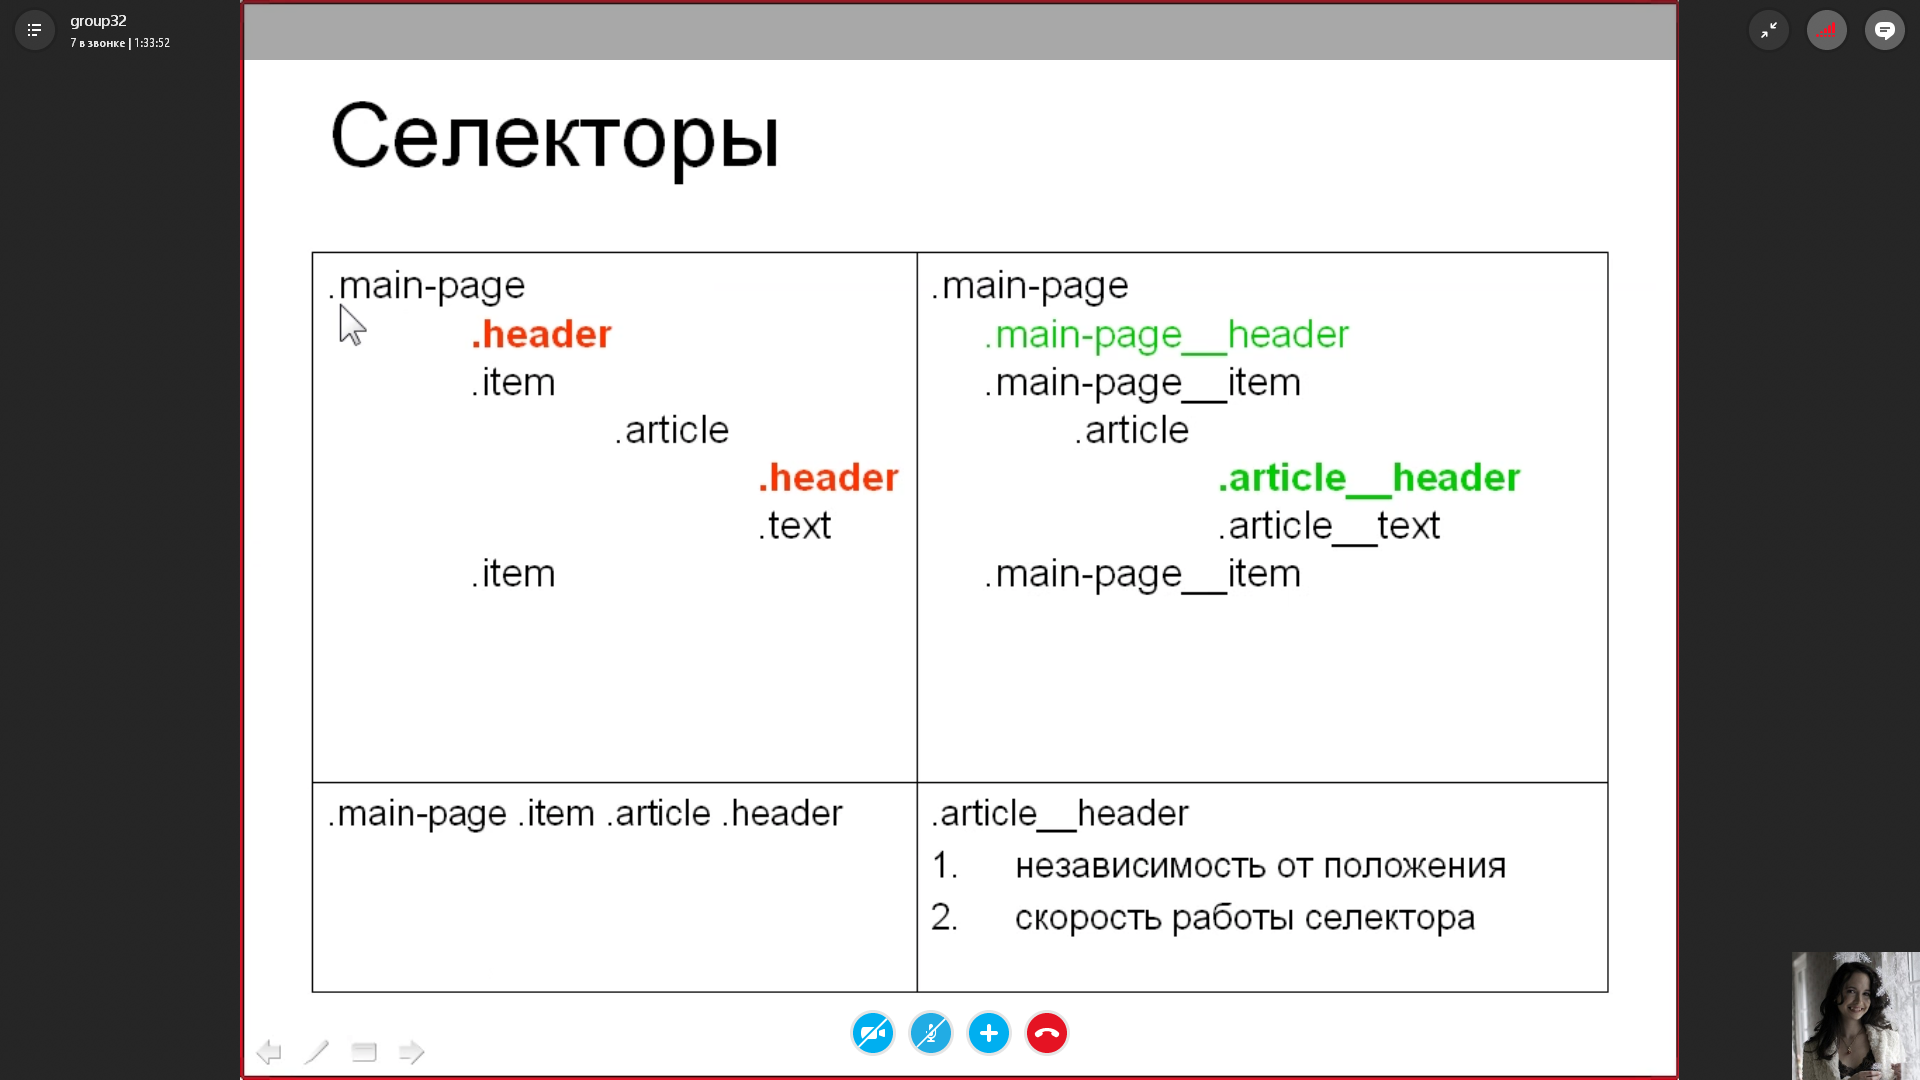 group32
7 в звонке | 1:33:52
Селекторы
.main-page
.header
.item
.article
.header
.text
.item
.main-page
.main-page__header
.main-page__item
.article
.article__header
.article__text
.main-page__item
.main-page .item .article .header
.article__header
1. независимость от положения
2. скорость работы селектора